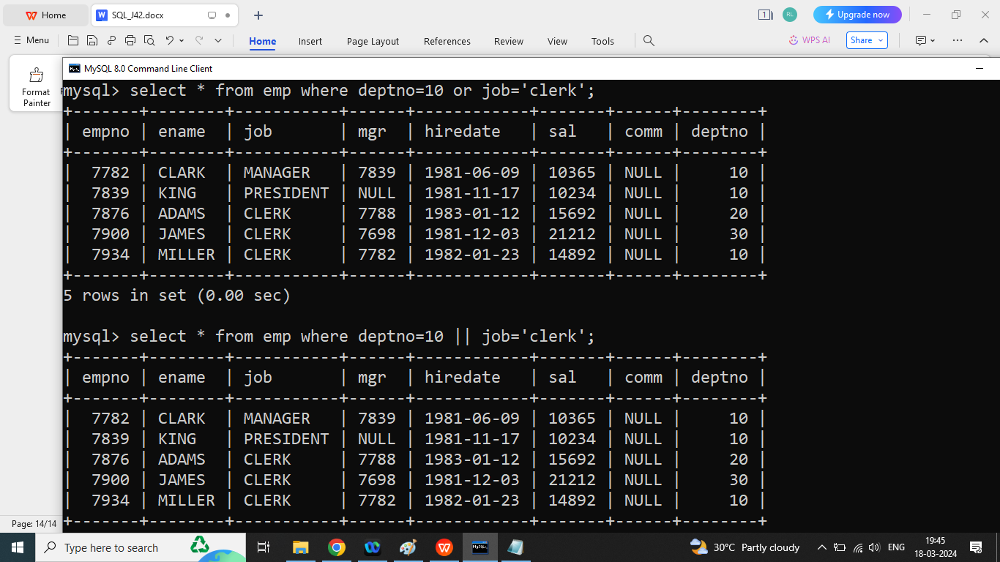 Home
SQL_J42.docx
1
RL
Upgrade now
Menu
Home
Insert
Page Layout
References
Review
View
Tools
WPS AI
Share
Format
Painter
MySQL 8.0 Command Line Client
mysql> select * from emp where deptno=10 or job='clerk';
+-------+--------+-----------+------+------------+-------+------+--------+
| empno | ename  | job       | mgr  | hiredate   | sal   | comm | deptno |
+-------+--------+-----------+------+------------+-------+------+--------+
|  7782 | CLARK  | MANAGER   | 7839 | 1981-06-09 | 10365 | NULL |     10 |
|  7839 | KING   | PRESIDENT | NULL | 1981-11-17 | 10234 | NULL |     10 |
|  7876 | ADAMS  | CLERK     | 7788 | 1983-01-12 | 15692 | NULL |     20 |
|  7900 | JAMES  | CLERK     | 7698 | 1981-12-03 | 21212 | NULL |     30 |
|  7934 | MILLER | CLERK     | 7782 | 1982-01-23 | 14892 | NULL |     10 |
+-------+--------+-----------+------+------------+-------+------+--------+
5 rows in set (0.00 sec)
mysql> select * from emp where deptno=10 || job='clerk';
+-------+--------+-----------+------+------------+-------+------+--------+
| empno | ename  | job       | mgr  | hiredate   | sal   | comm | deptno |
+-------+--------+-----------+------+------------+-------+------+--------+
|  7782 | CLARK  | MANAGER   | 7839 | 1981-06-09 | 10365 | NULL |     10 |
|  7839 | KING   | PRESIDENT | NULL | 1981-11-17 | 10234 | NULL |     10 |
|  7876 | ADAMS  | CLERK     | 7788 | 1983-01-12 | 15692 | NULL |     20 |
|  7900 | JAMES  | CLERK     | 7698 | 1981-12-03 | 21212 | NULL |     30 |
|  7934 | MILLER | CLERK     | 7782 | 1982-01-23 | 14892 | NULL |     10 |
+-------+--------+-----------+------+------------+-------+------+--------+
Page: 14/14
Type here to search
30°C Partly cloudy
ENG
19:45
18-03-2024